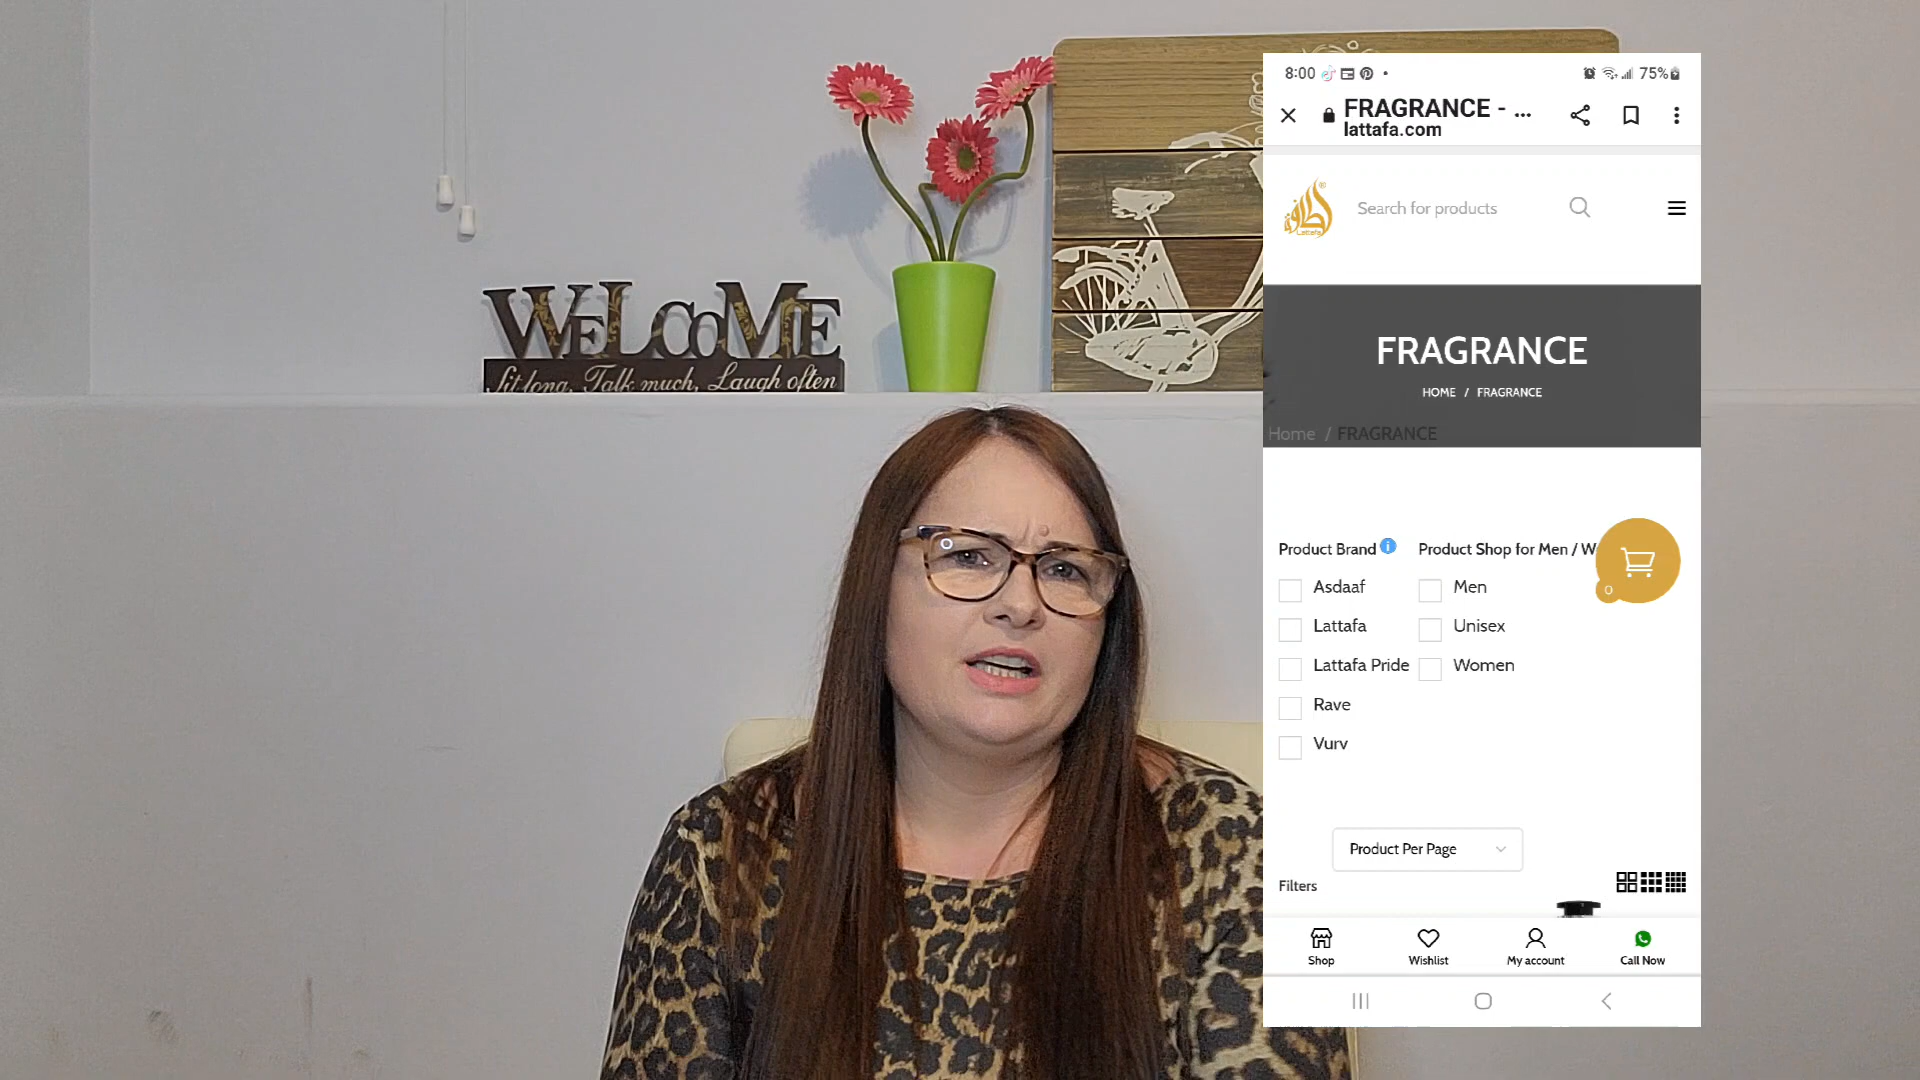 WELCOME
Sit long, Talk much, Laugh often
8:00
75%
FRAGRANCE - ...
lattafa.com
Lattafa
Search for products
FRAGRANCE
HOME / FRAGRANCE
Home / FRAGRANCE
Product Brand
Product Shop for Men / W
Asdaaf
Men
0
Lattafa
Unisex
Lattafa Pride
Women
Rave
Vurv
Product Per Page
Filters
Shop
Wishlist
My account
Call Now